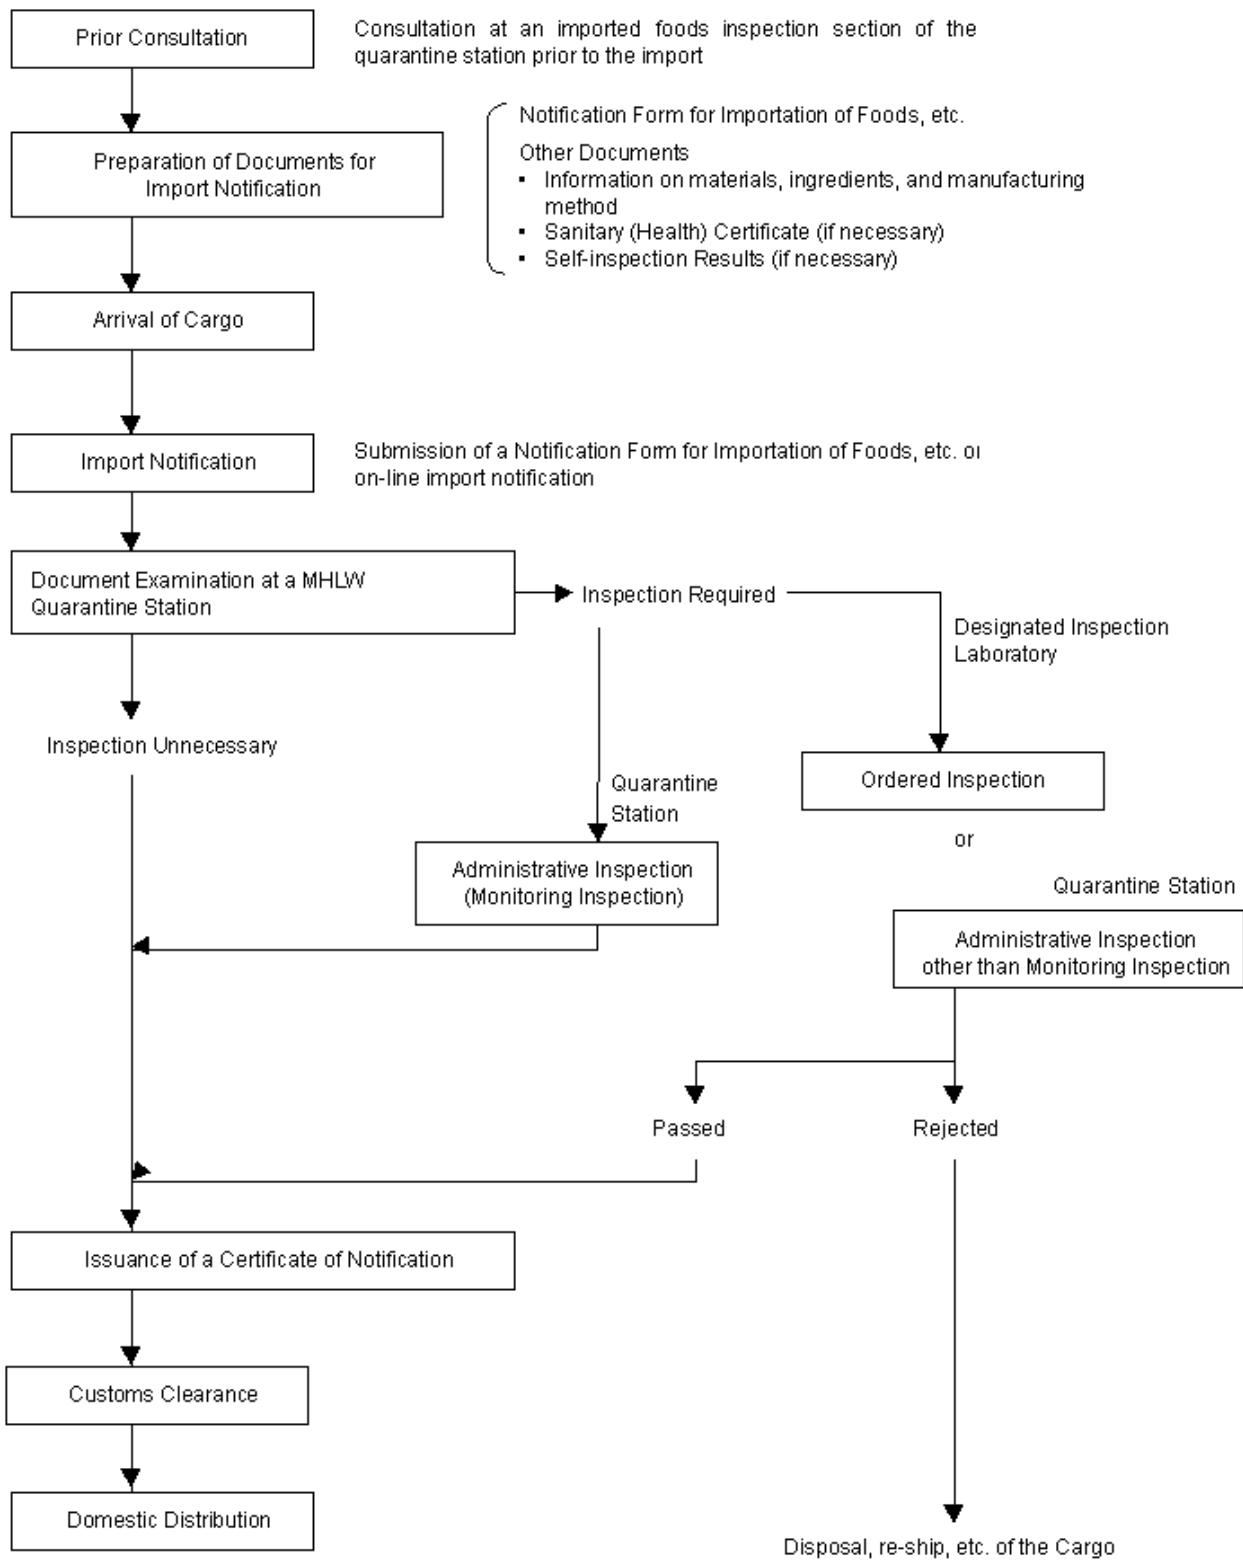 Prior Consultation
Consultation at an imported foods inspection section of the
quarantine station prior to the import
Notification Form for Importation of Foods, etc.
Preparation of Documents for
Import Notification
Other Documents
▪ Information on materials, ingredients, and manufacturing
method
▪ Sanitary (Health) Certificate (if necessary)
▪ Self-inspection Results (if necessary)
Arrival of Cargo
Import Notification
Submission of a Notification Form for Importation of Foods, etc. or
on-line import notification
Document Examination at a MHLW
Quarantine Station
Inspection Required
Designated Inspection
Laboratory
Inspection Unnecessary
Quarantine
Station
Ordered Inspection
or
Administrative Inspection
(Monitoring Inspection)
Quarantine Station
Administrative Inspection
other than Monitoring Inspection
Passed
Rejected
Issuance of a Certificate of Notification
Customs Clearance
Domestic Distribution
Disposal, re-ship, etc. of the Cargo